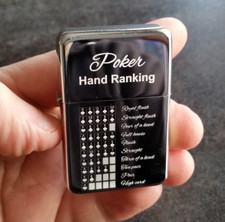 Poker
Hand Ranking
Royal flush
Straight flush
Four of a kind
Full house
Flush
Straight
Three of a kind
Two pair
1 Pair
High card